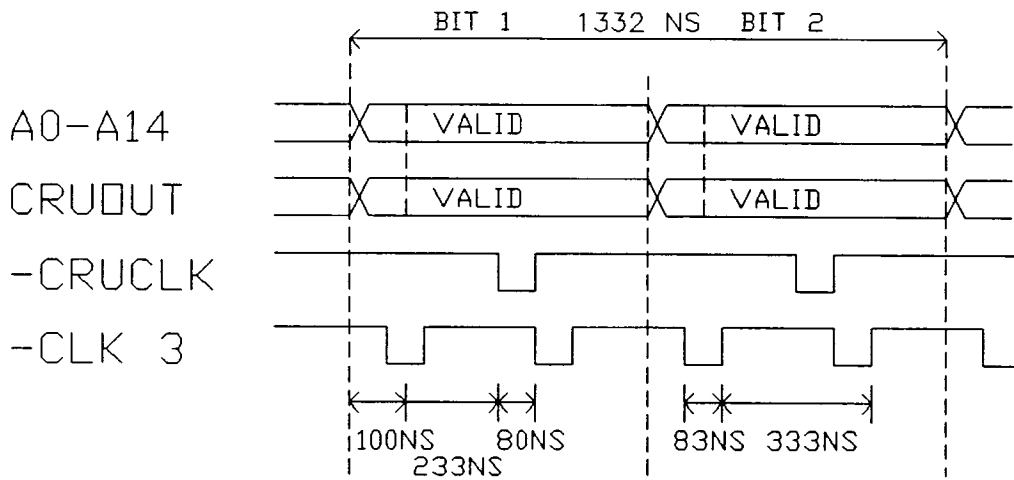 BIT 1 1332 NS BIT 2
A0-A14 VALID VALID
CRUOUT VALID VALID
-CRUCLK
-CLK 3
100NS 80NS 83NS 333NS
233NS